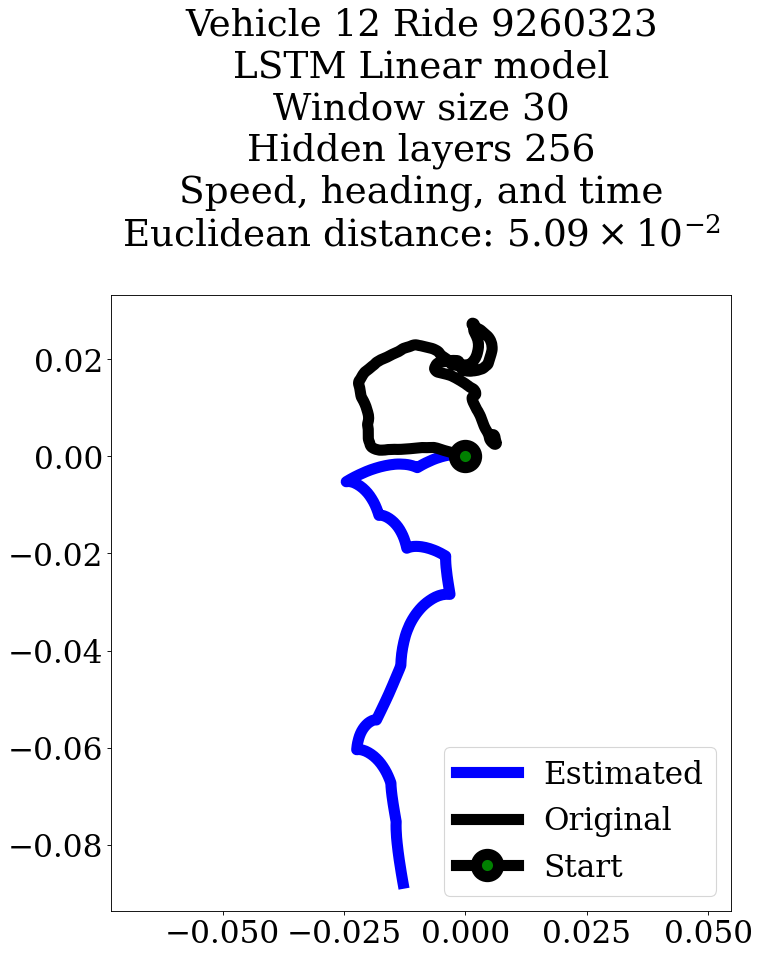 Vehicle 12 Ride 9260323
LSTM Linear model
Window size 30
Hidden layers 256
Speed, heading, and time
Euclidean distance: 5.09 × 10⁻²
0.02
0.00
−0.02
−0.04
−0.06
−0.08
Estimated
Original
Start
−0.050 −0.025 0.000 0.025 0.050